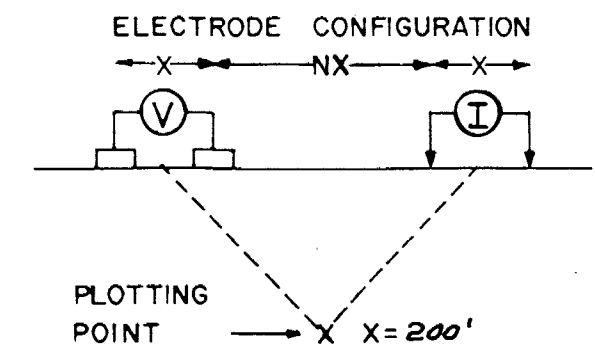 ELECTRODE CONFIGURATION
X NX X
V I
PLOTTING
POINT X X=200'